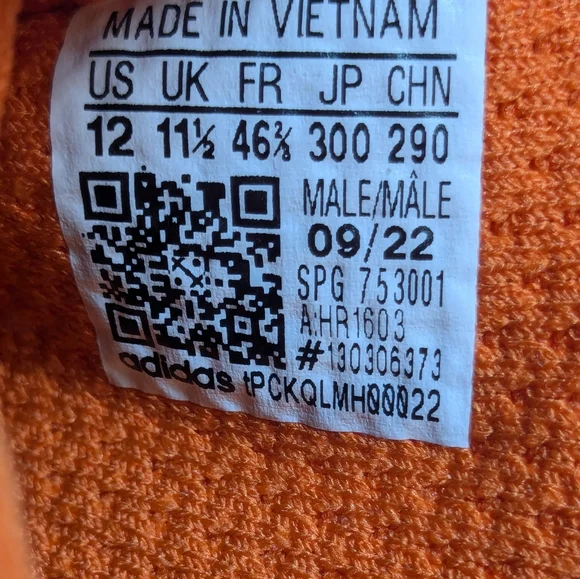 MADE IN VIETNAM
US UK FR JP CHN
12 11½ 46⅔ 300 290
MALE/MÂLE
09/22
SPG 753001
A:HR1603
#130306373
adidas tPCKQLMH00022